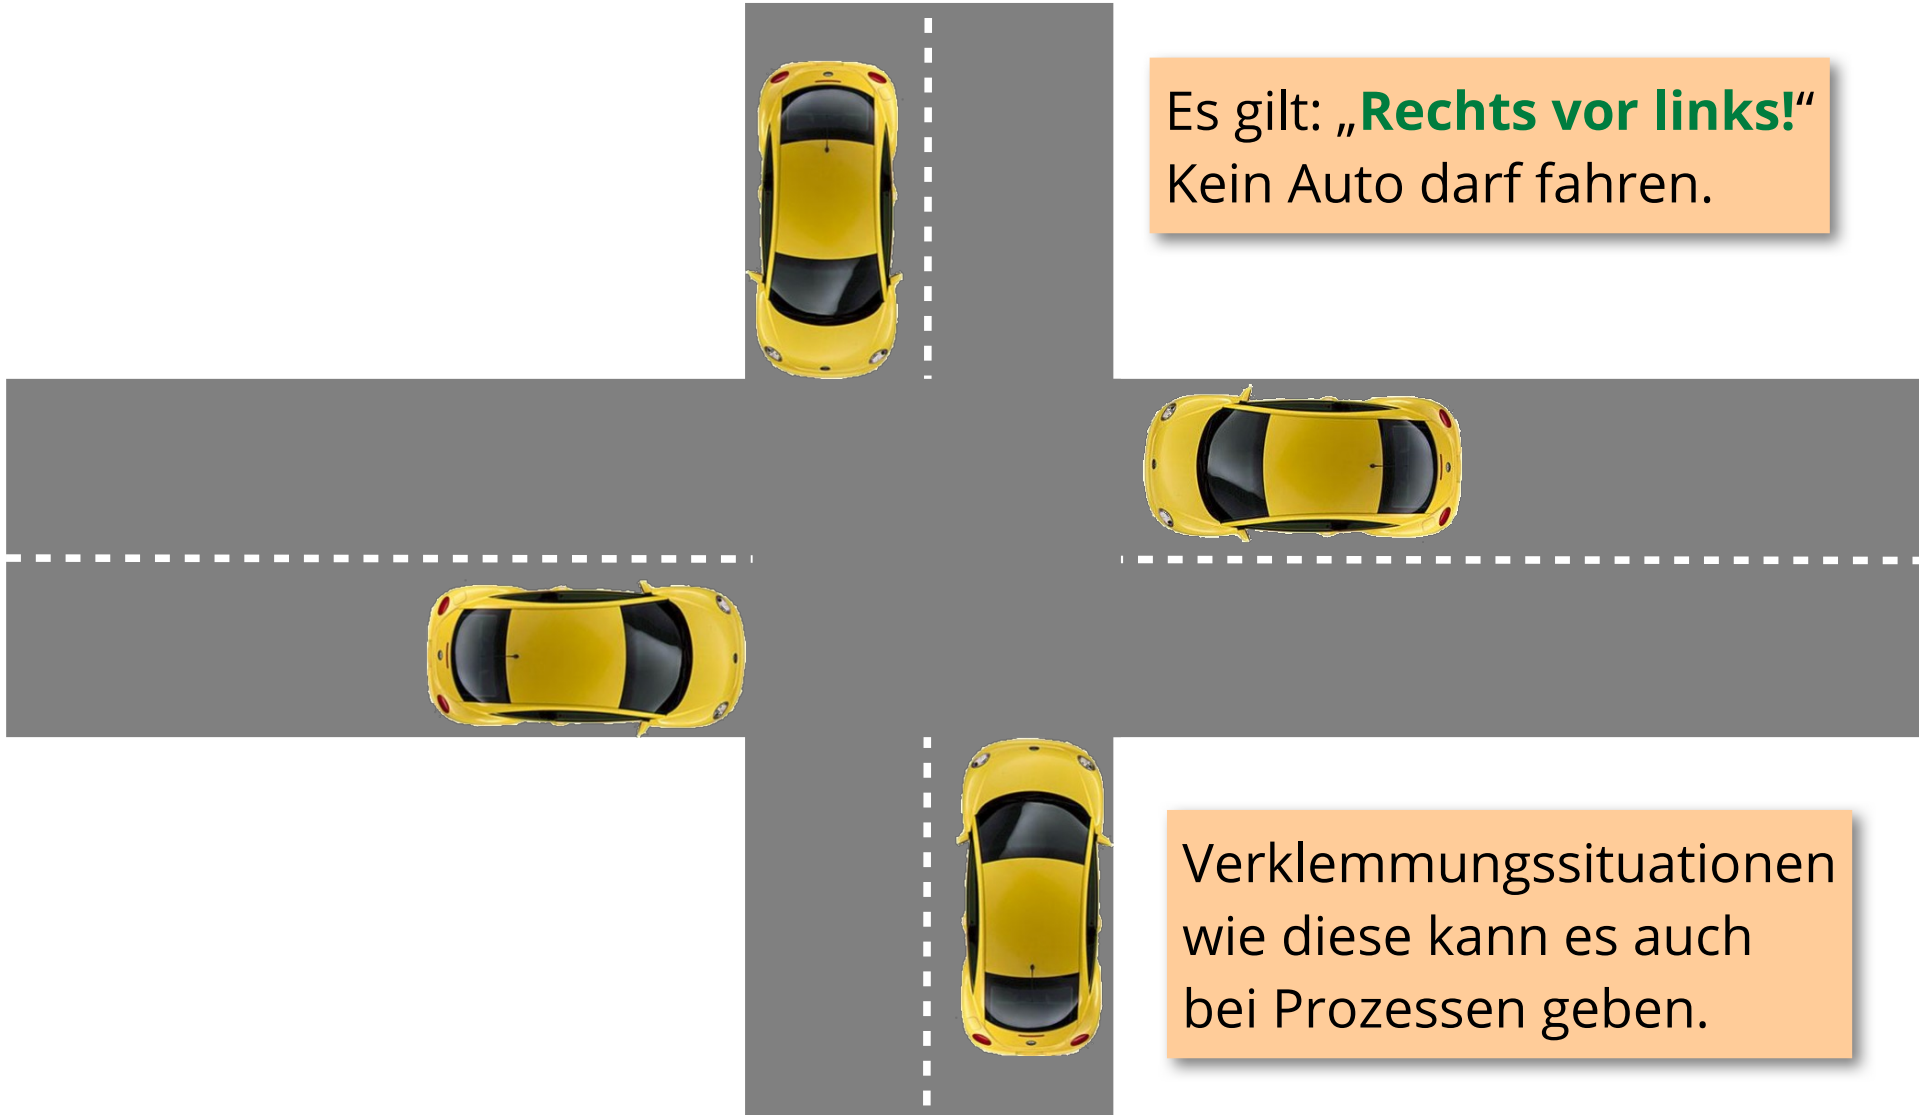 Es gilt: „Rechts vor links!“
Kein Auto darf fahren.
Verklemmungssituationen
wie diese kann es auch
bei Prozessen geben.